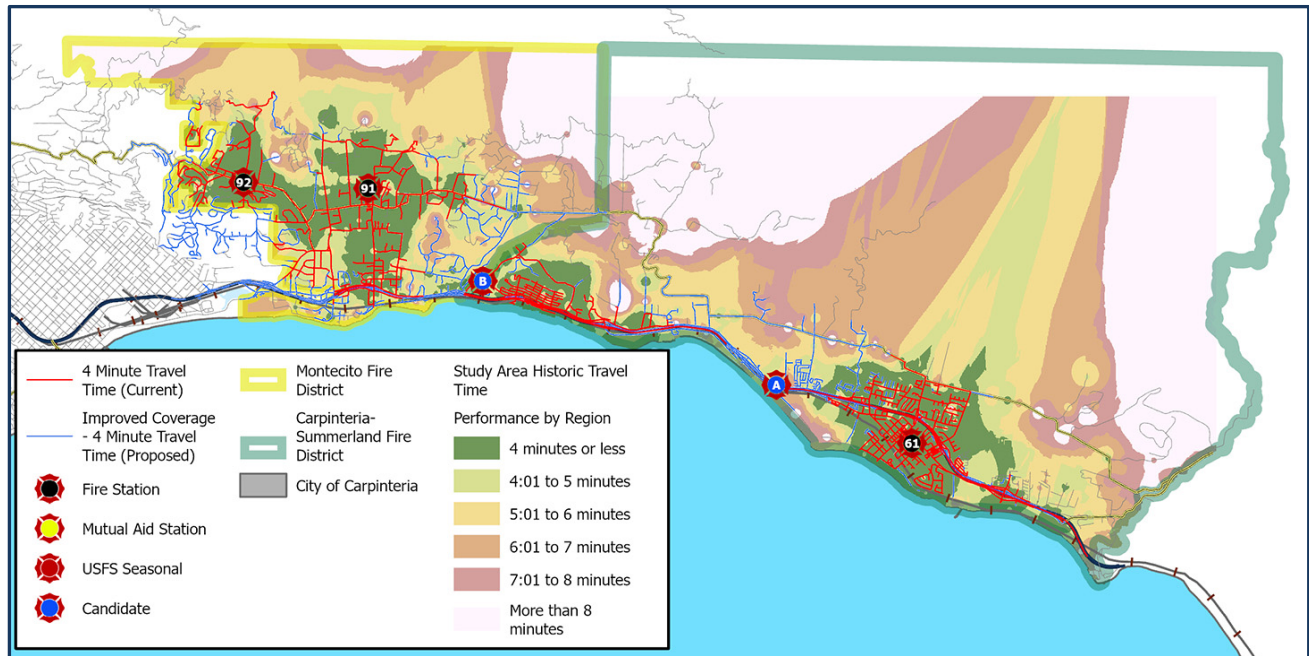 92
91
B
A
61
4 Minute Travel
Time (Current)
Improved Coverage
- 4 Minute Travel
Time (Proposed)
Fire Station
Mutual Aid Station
USFS Seasonal
Candidate
Montecito Fire
District
Carpinteria-
Summerland Fire
District
City of Carpinteria
Study Area Historic Travel
Time
Performance by Region
4 minutes or less
4:01 to 5 minutes
5:01 to 6 minutes
6:01 to 7 minutes
7:01 to 8 minutes
More than 8
minutes